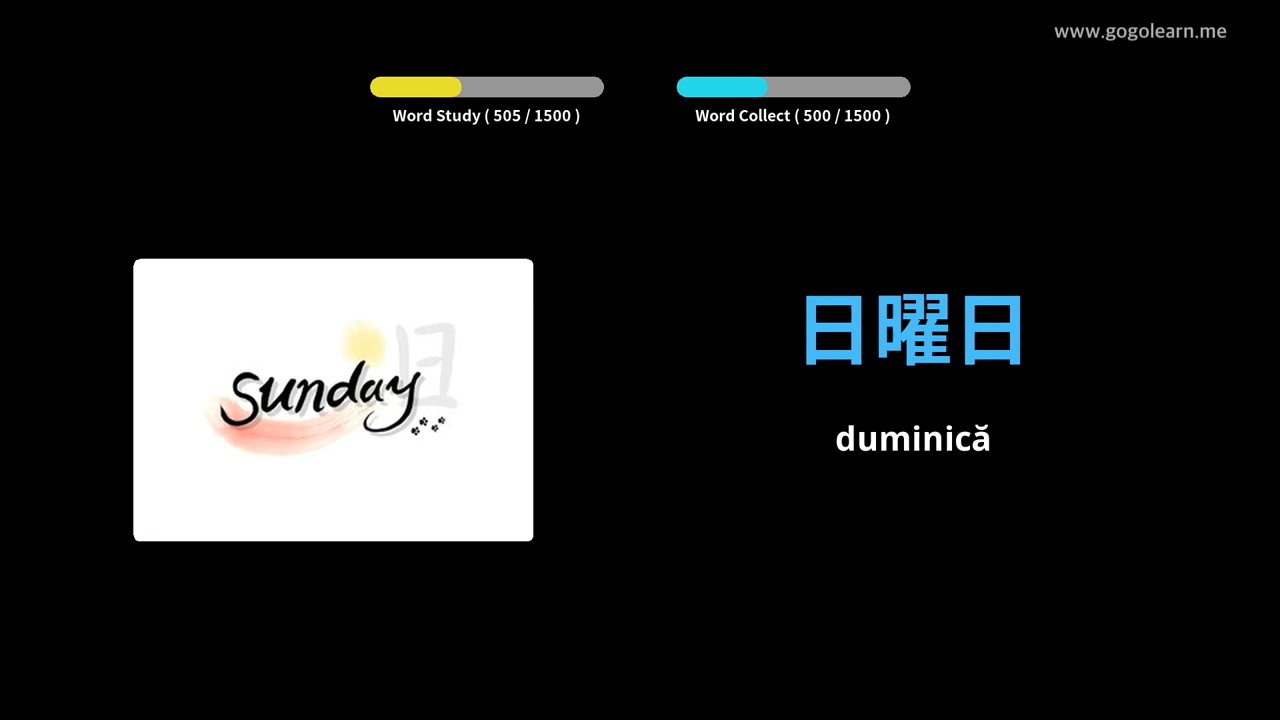 www.gogolearn.me
Word Study ( 505 / 1500 )
Word Collect ( 500 / 1500 )
日曜日
duminică
Sunday
日